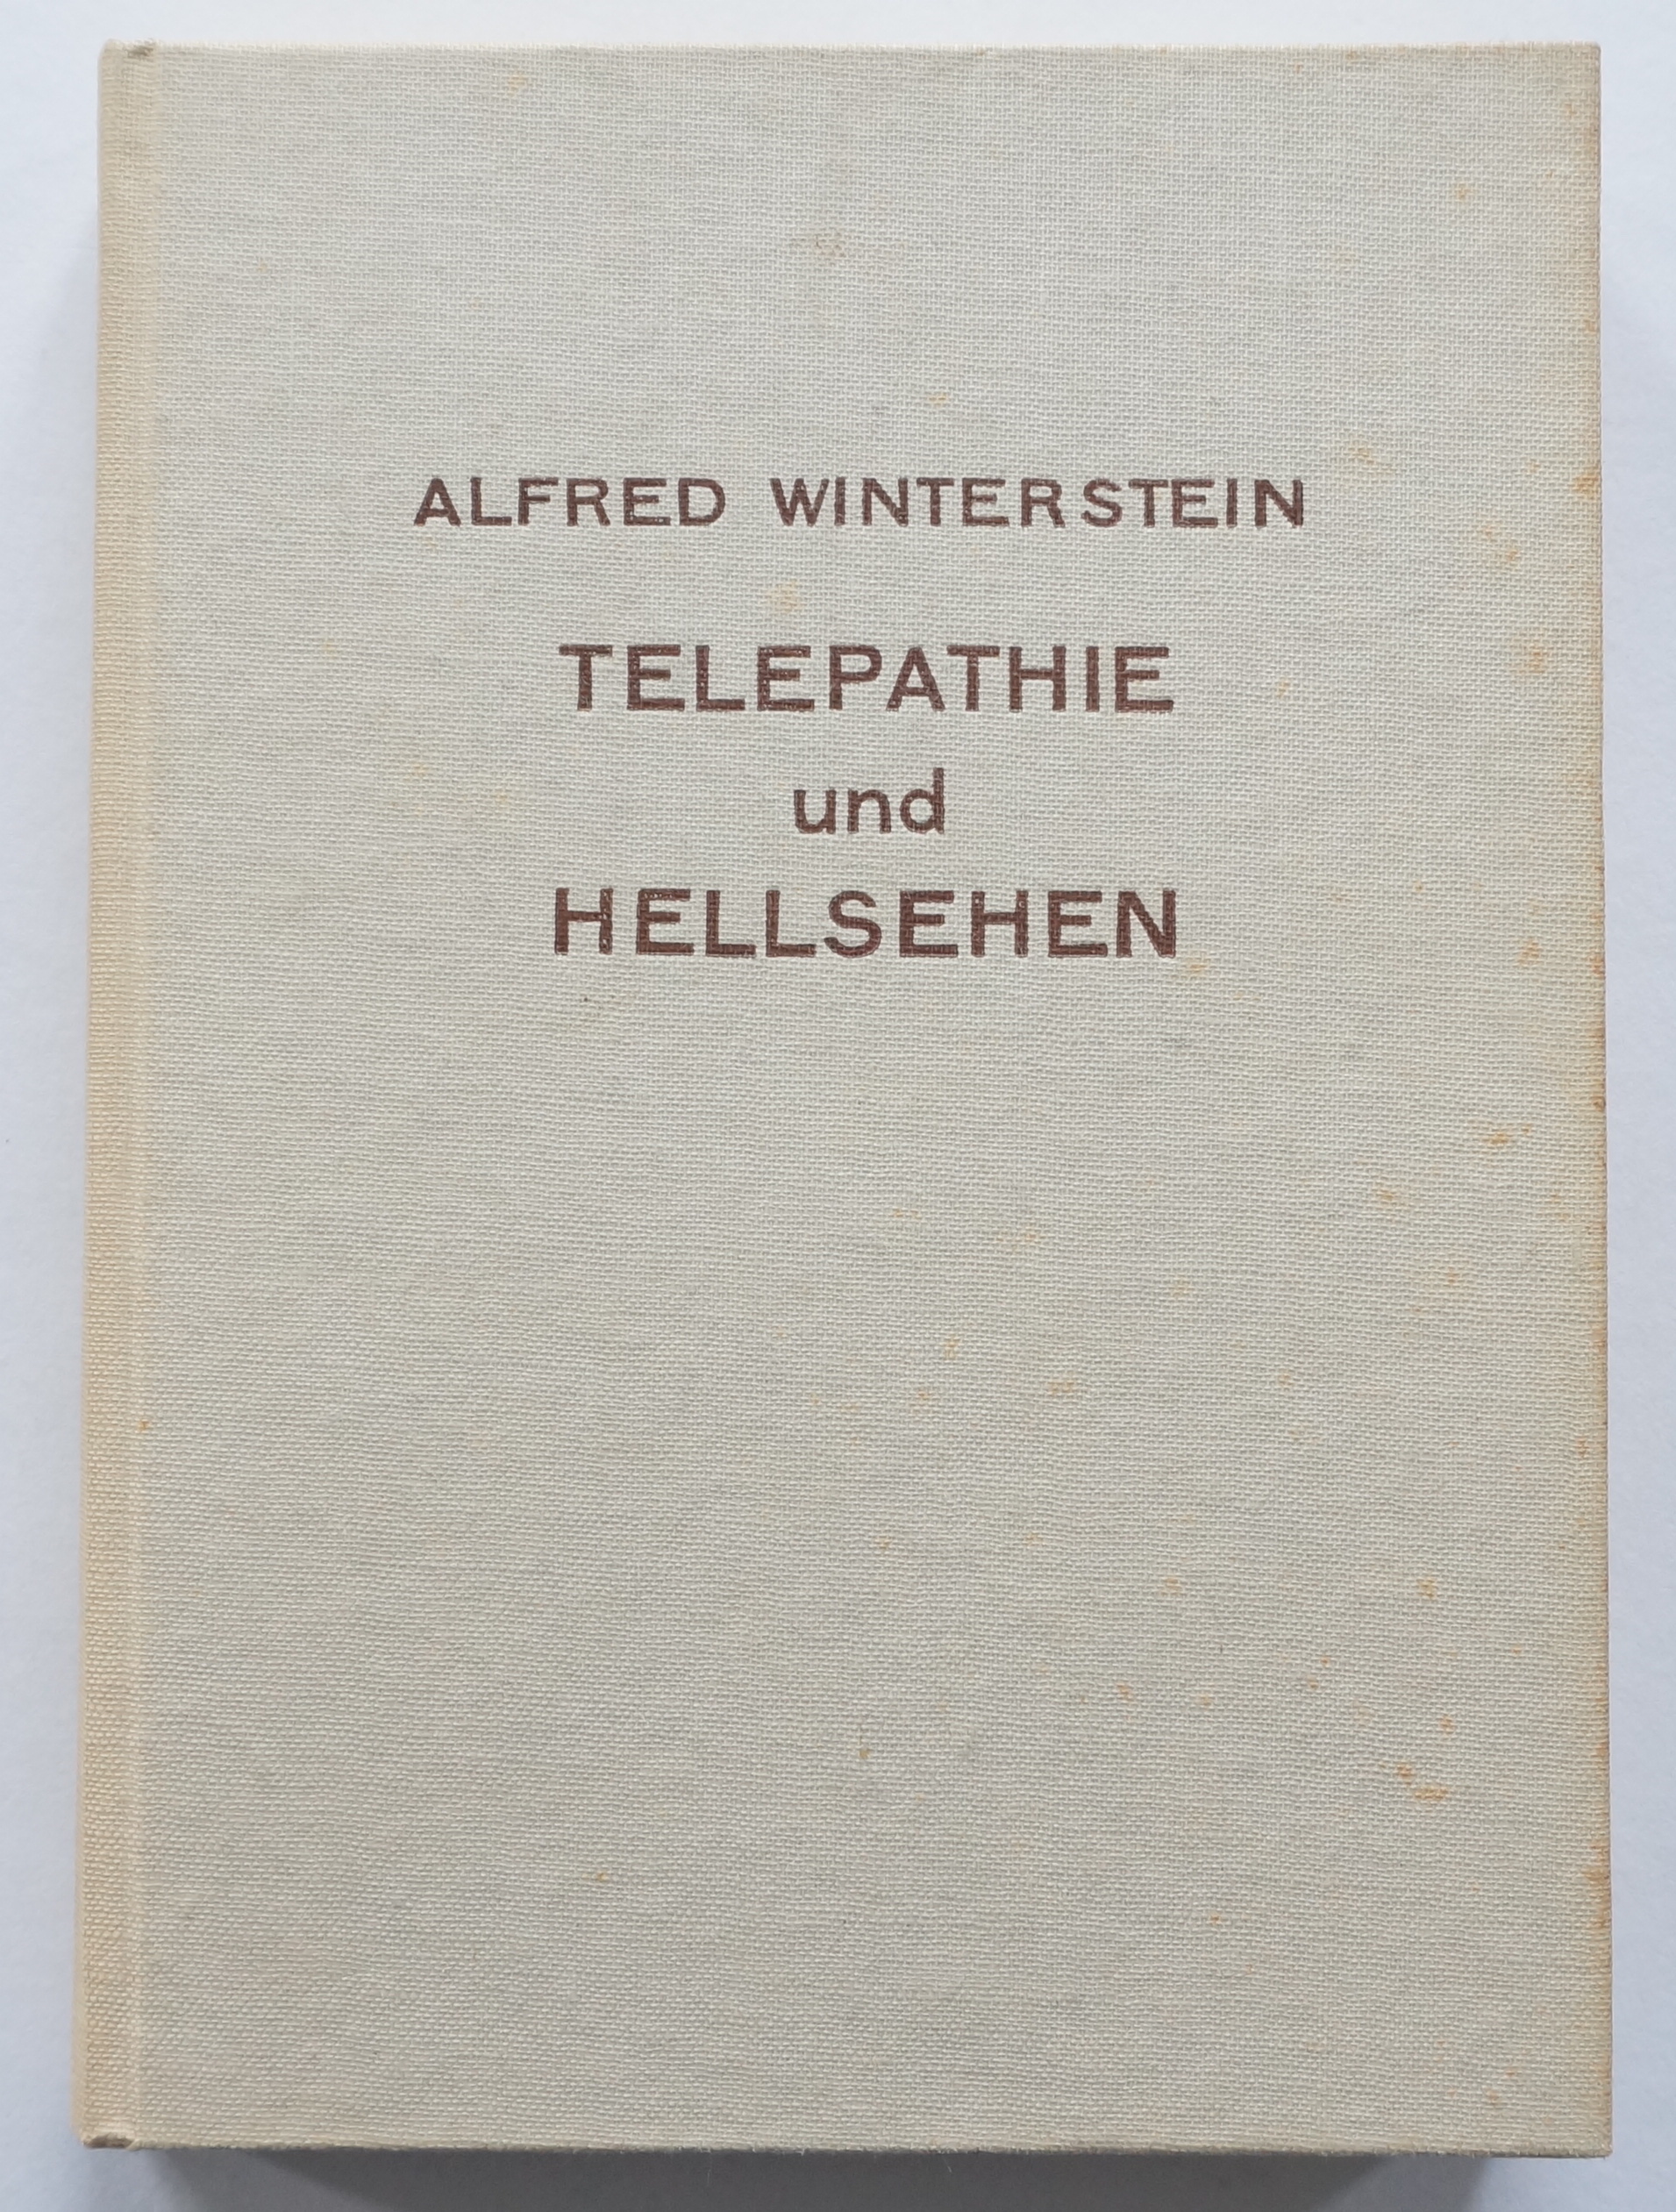 ALFRED WINTERSTEIN
TELEPATHIE
und
HELLSEHEN